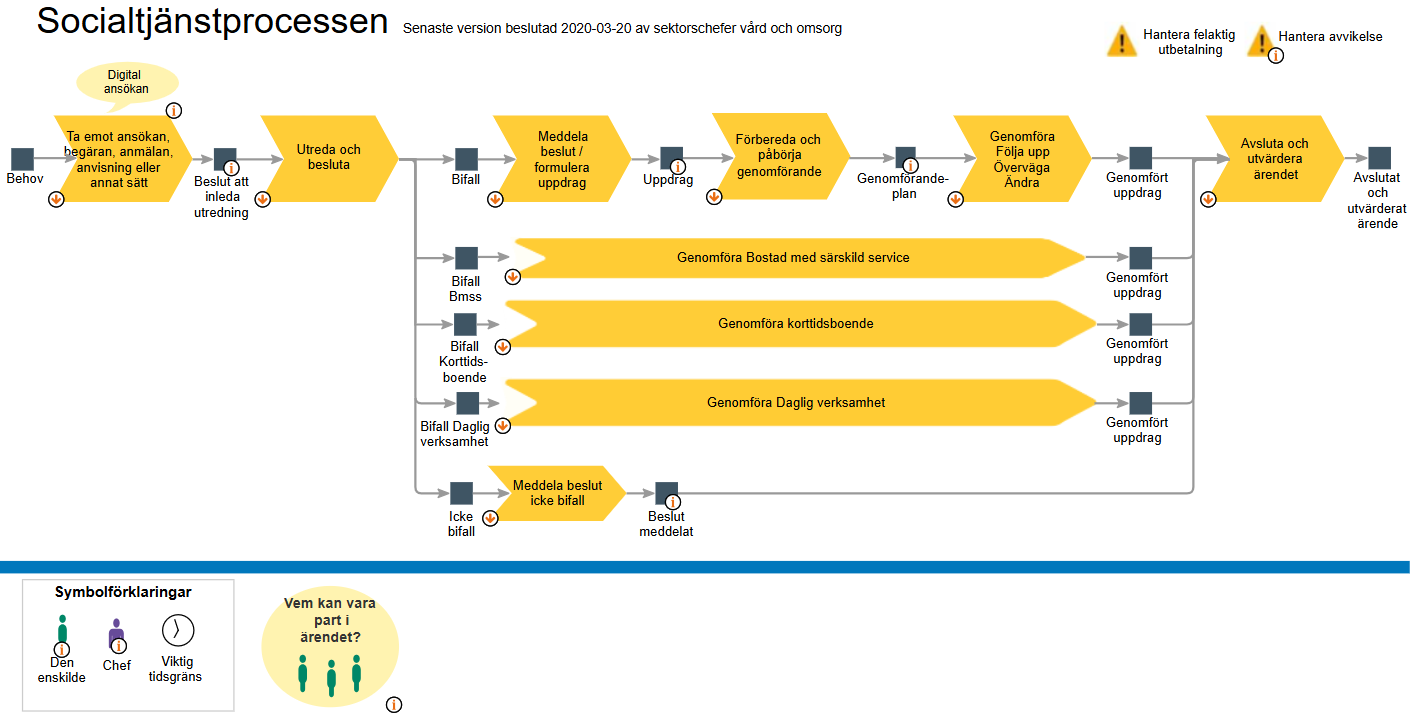 Socialtjänstprocessen
Senaste version beslutad 2020-03-20 av sektorschefer vård och omsorg
Hantera felaktig
utbetalning
Hantera avvikelse
Digital
ansökan
Ta emot ansökan,
begäran, anmälan,
anvisning eller
annat sätt
Utreda och
besluta
Meddela
beslut /
formulera
uppdrag
Förbereda och
påbörja
genomförande
Genomföra
Följa upp
Överväga
Ändra
Avsluta och
utvärdera
ärendet
Behov
Beslut att
inleda
utredning
Bifall
Uppdrag
Genomförande-
plan
Genomfört
uppdrag
Avslutat
och
utvärderat
ärende
Genomföra Bostad med särskild service
Bifall
Bmss
Genomfört
uppdrag
Genomföra korttidsboende
Bifall
Korttids-
boende
Genomfört
uppdrag
Genomföra Daglig verksamhet
Bifall Daglig
verksamhet
Genomfört
uppdrag
Meddela beslut
icke bifall
Icke
bifall
Beslut
meddelat
Symbolförklaringar
Den
enskilde
Chef
Viktig
tidsgräns
Vem kan vara
part i
ärendet?